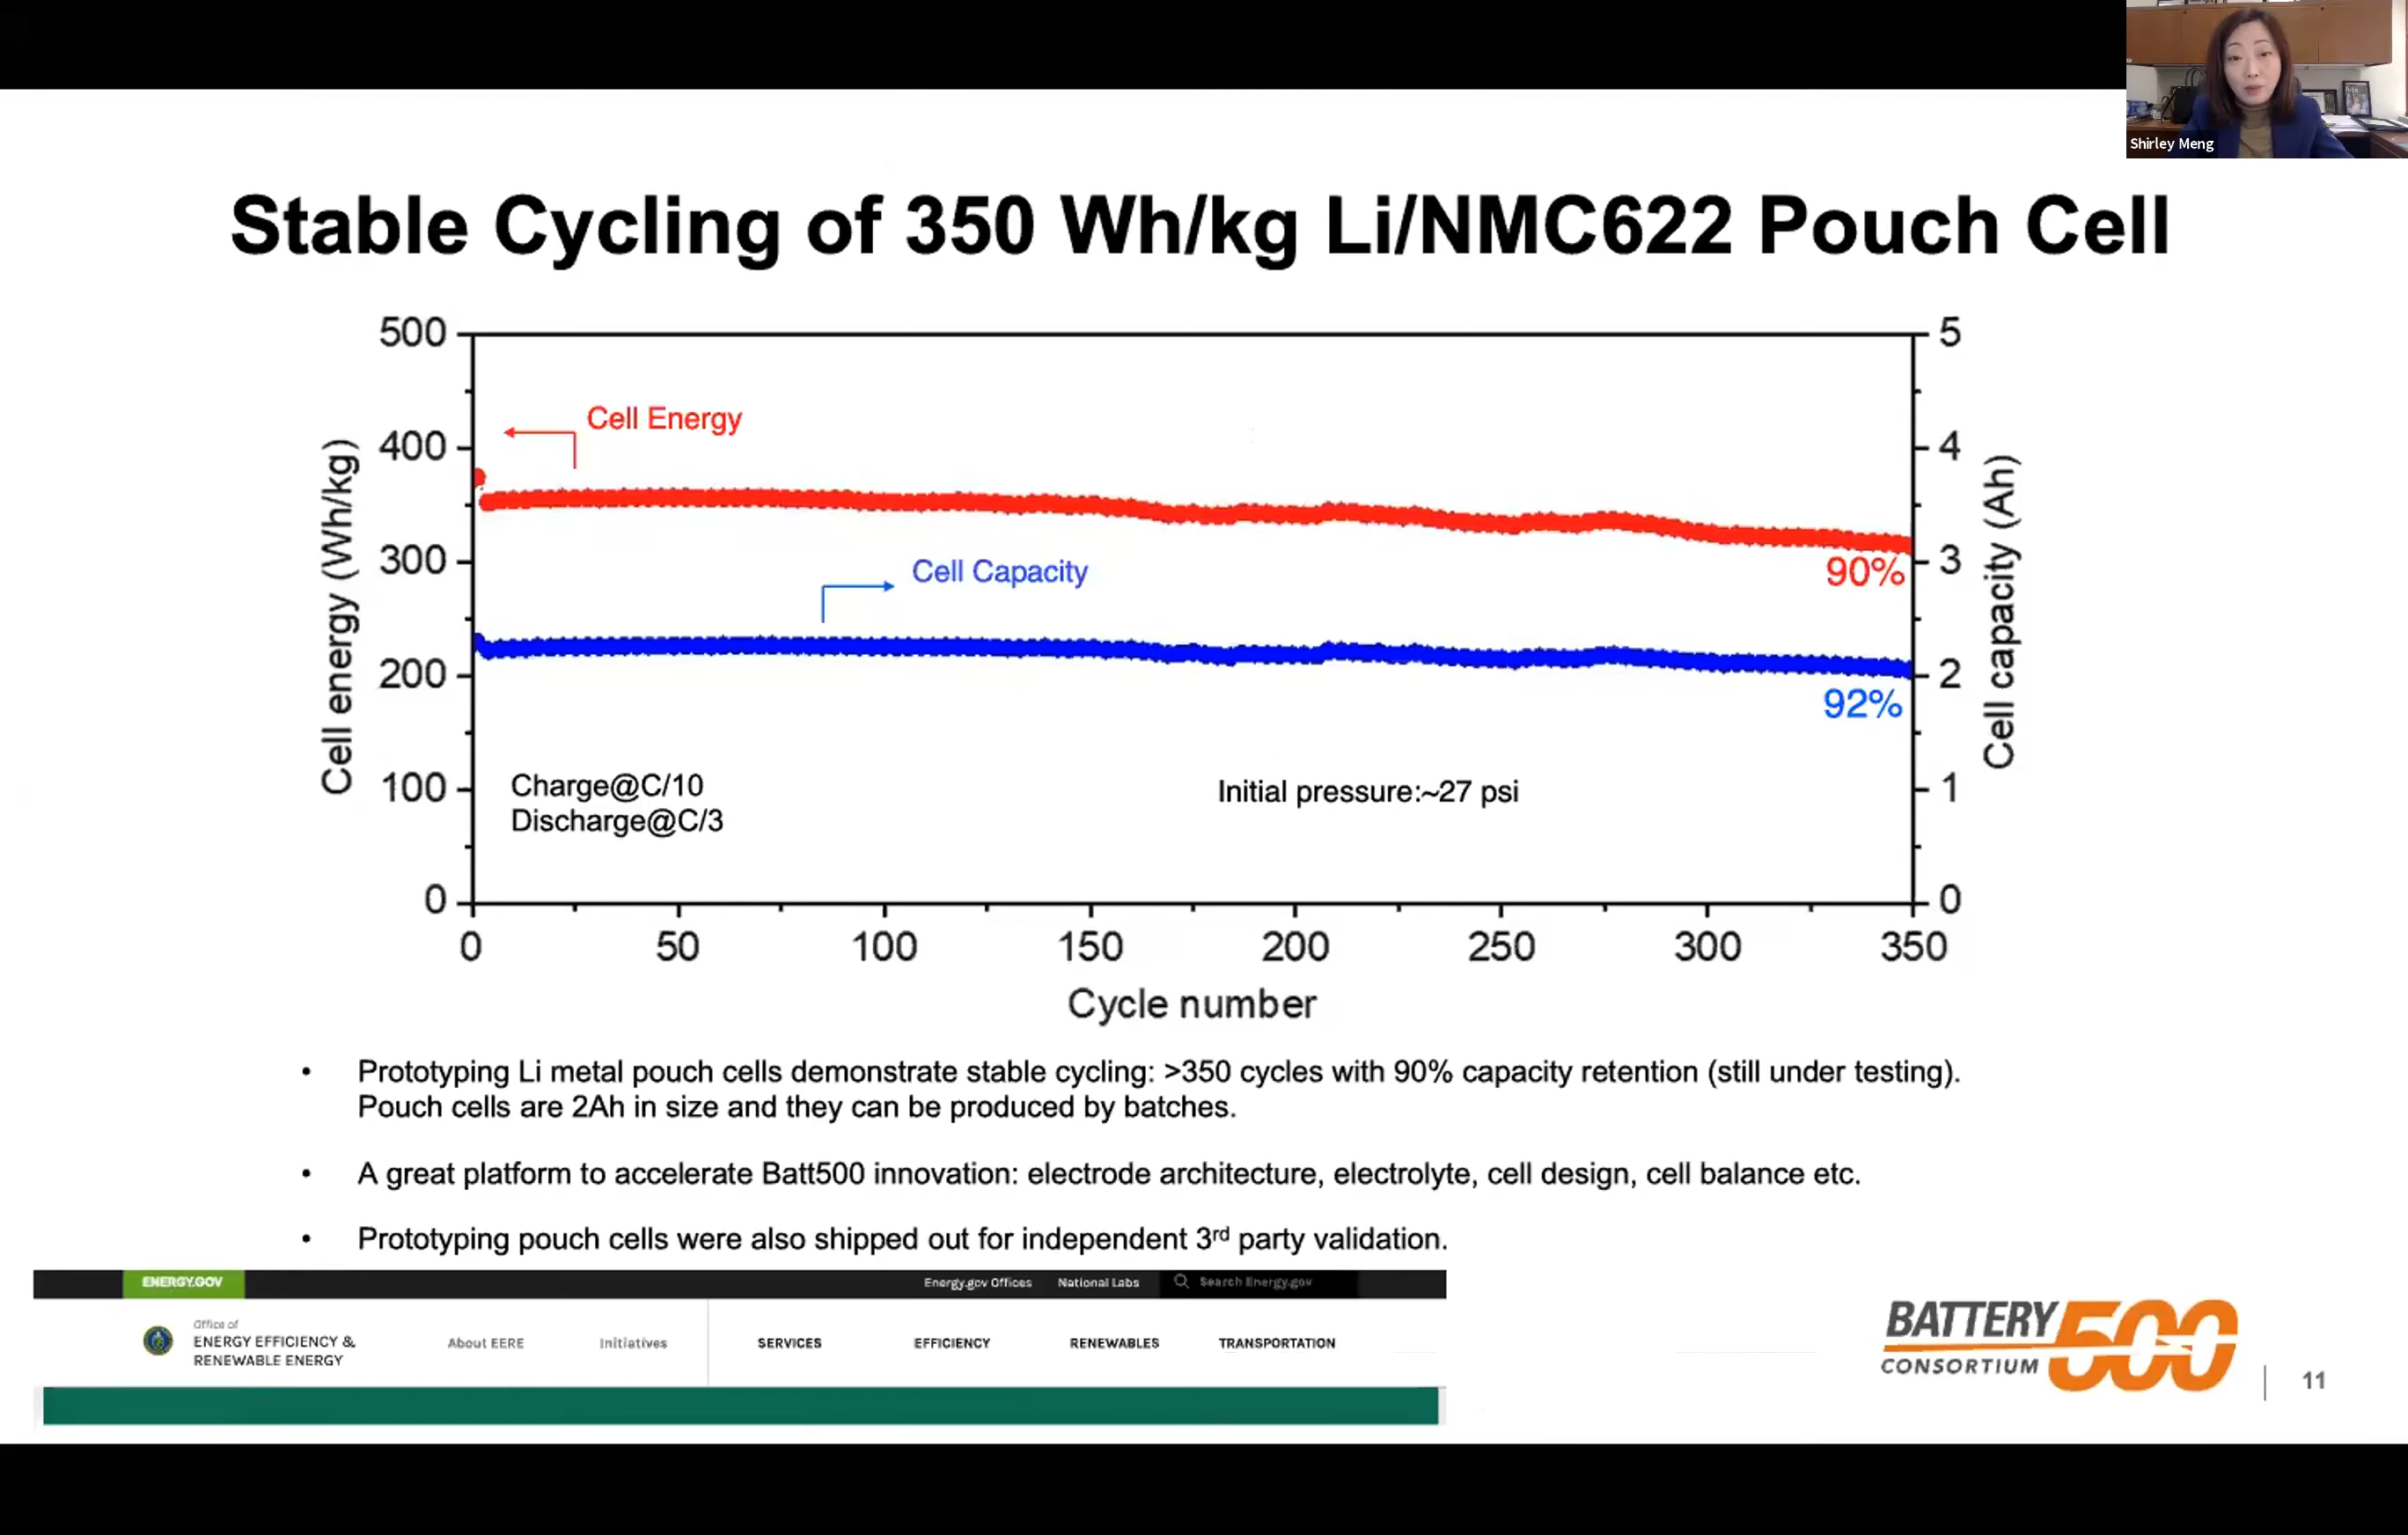 Shirley Meng
Stable Cycling of 350 Wh/kg Li/NMC622 Pouch Cell
500
400
300
200
100
0
Cell energy (Wh/kg)
5
4
3
2
1
0
Cell capacity (Ah)
Cell Energy
Cell Capacity
90%
92%
Charge@C/10
Discharge@C/3
Initial pressure:~27 psi
0 50 100 150 200 250 300 350
Cycle number
• Prototyping Li metal pouch cells demonstrate stable cycling: >350 cycles with 90% capacity retention (still under testing).
Pouch cells are 2Ah in size and they can be produced by batches.
• A great platform to accelerate Batt500 innovation: electrode architecture, electrolyte, cell design, cell balance etc.
• Prototyping pouch cells were also shipped out for independent 3rd party validation.
ENERGY.GOV Energy.gov Offices National Labs Search Energy.gov
Office of
ENERGY EFFICIENCY &
RENEWABLE ENERGY
About EERE Initiatives SERVICES EFFICIENCY RENEWABLES TRANSPORTATION
BATTERY 500
CONSORTIUM
11